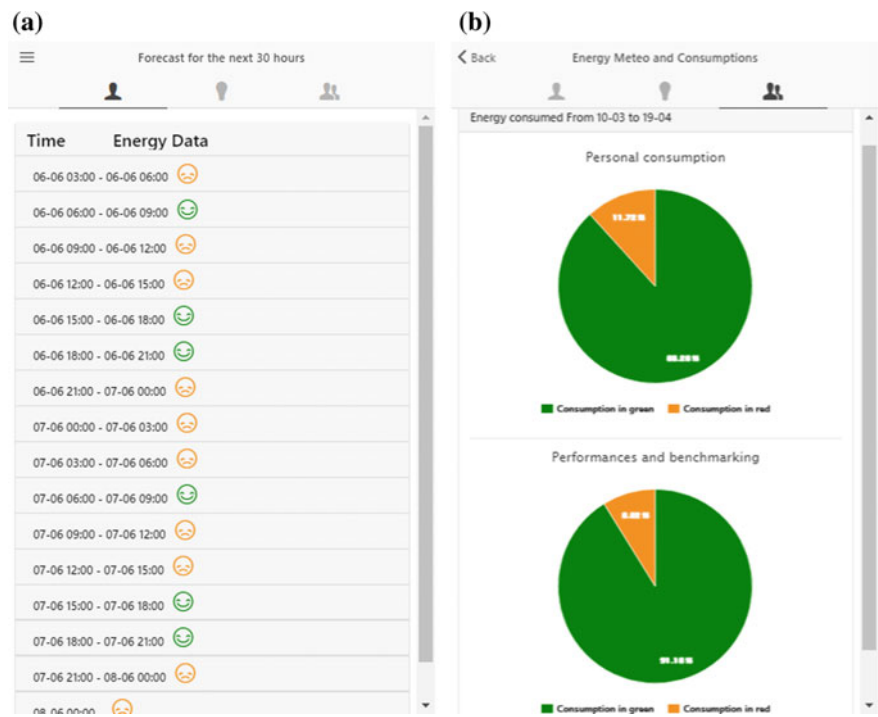 (a)
Forecast for the next 30 hours
Time Energy Data
06-06 03:00 - 06-06 06:00
06-06 06:00 - 06-06 09:00
06-06 09:00 - 06-06 12:00
06-06 12:00 - 06-06 15:00
06-06 15:00 - 06-06 18:00
06-06 18:00 - 06-06 21:00
06-06 21:00 - 07-06 00:00
07-06 00:00 - 07-06 03:00
07-06 03:00 - 07-06 06:00
07-06 06:00 - 07-06 09:00
07-06 09:00 - 07-06 12:00
07-06 12:00 - 07-06 15:00
07-06 15:00 - 07-06 18:00
07-06 18:00 - 07-06 21:00
07-06 21:00 - 08-06 00:00
08-06 00:00
(b)
Back Energy Meteo and Consumptions
Energy consumed From 10-03 to 19-04
Personal consumption
Consumption in green Consumption in red
Performances and benchmarking
Consumption in green Consumption in red